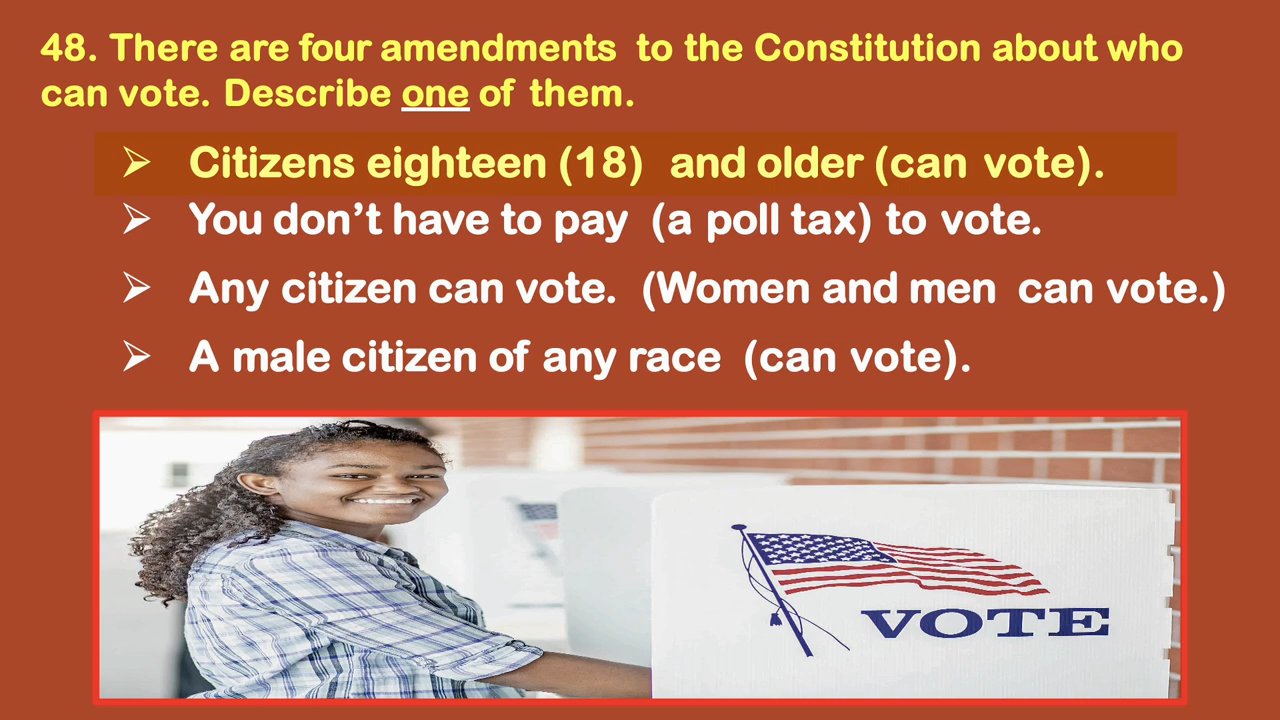 48. There are four amendments to the Constitution about who
can vote. Describe one of them.
➢ Citizens eighteen (18) and older (can vote).
➢ You don’t have to pay (a poll tax) to vote.
➢ Any citizen can vote. (Women and men can vote.)
➢ A male citizen of any race (can vote).
VOTE